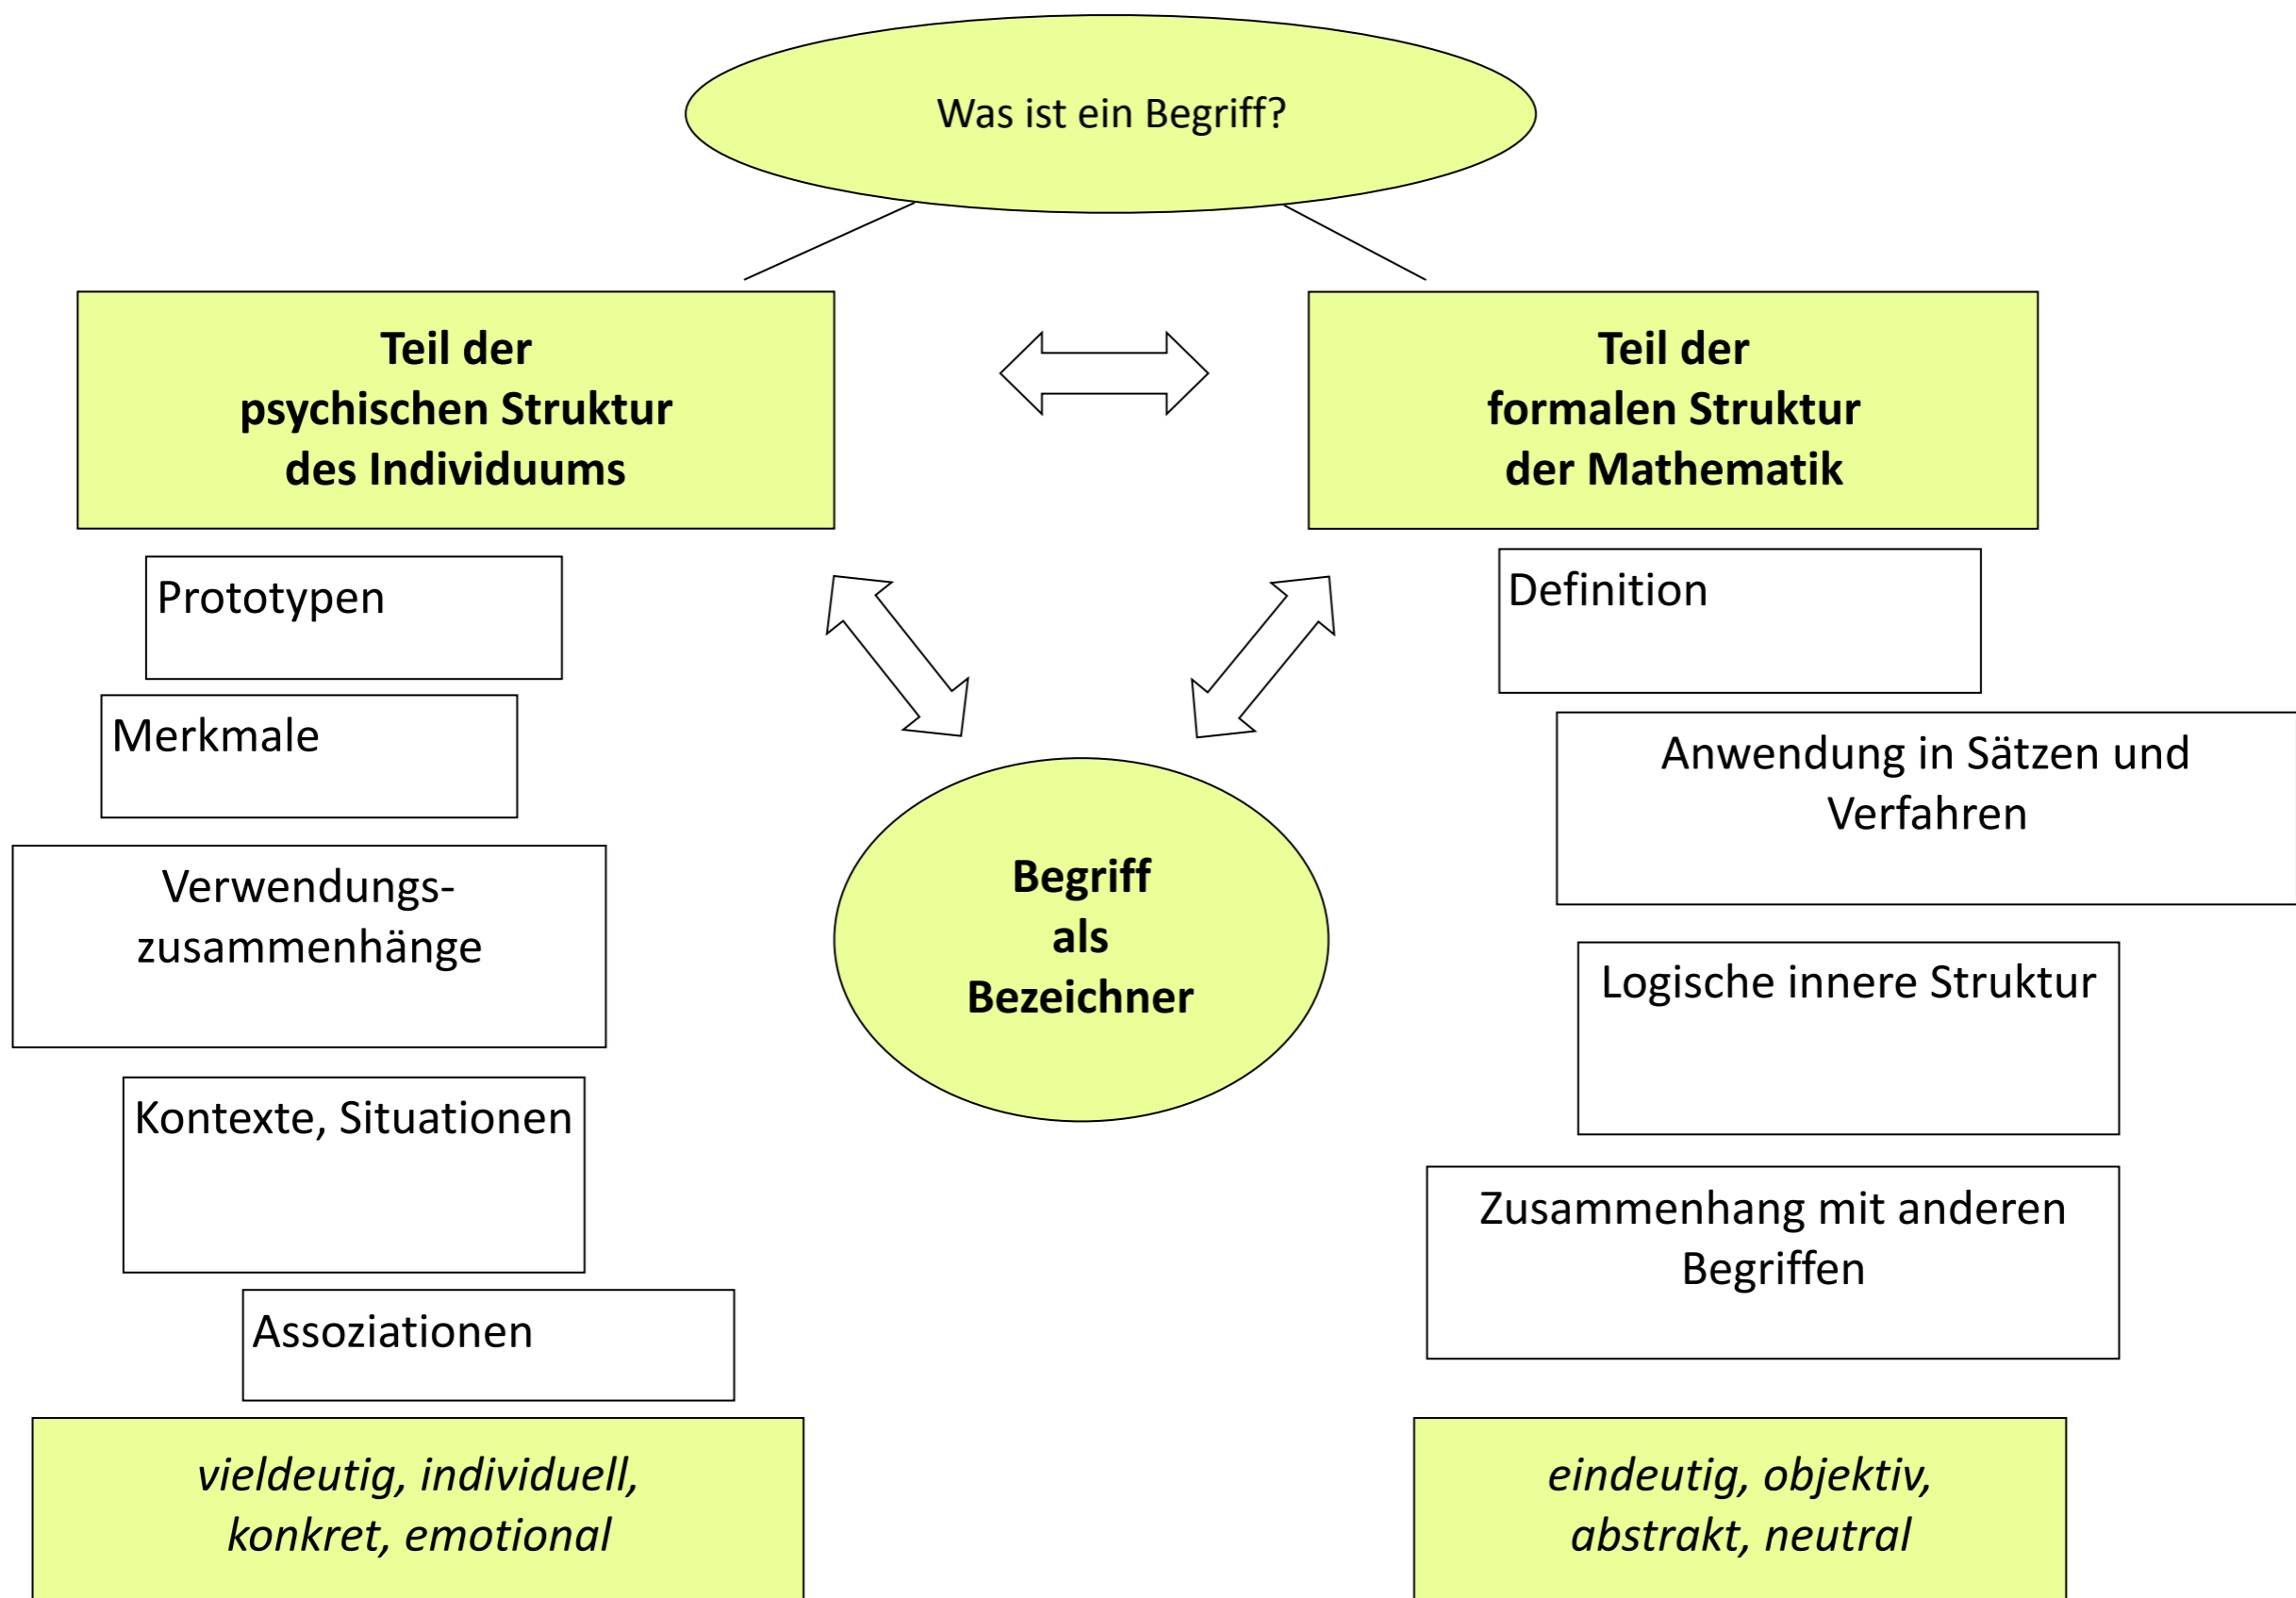 Was ist ein Begriff?
Teil der
psychischen Struktur
des Individuums
Teil der
formalen Struktur
der Mathematik
Prototypen
Merkmale
Verwendungs-
zusammenhänge
Kontexte, Situationen
Assoziationen
vieldeutig, individuell,
konkret, emotional
Begriff
als
Bezeichner
Definition
Anwendung in Sätzen und
Verfahren
Logische innere Struktur
Zusammenhang mit anderen
Begriffen
eindeutig, objektiv,
abstrakt, neutral